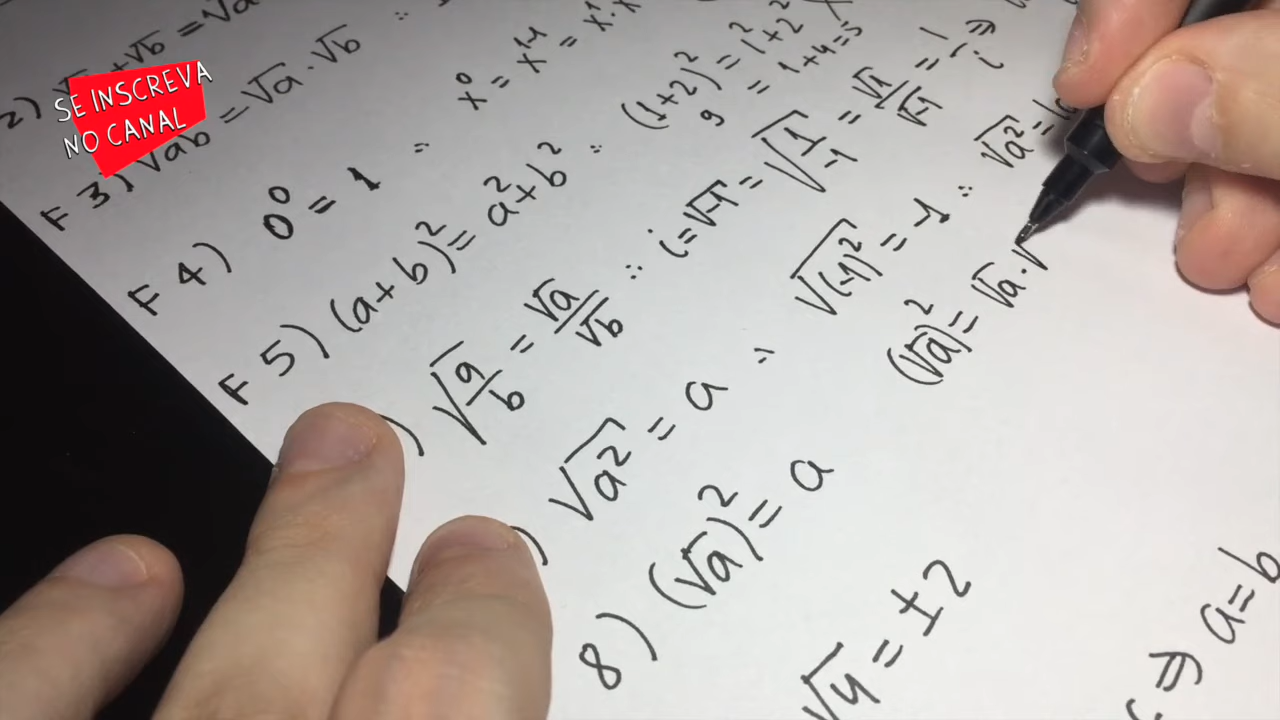 2) √a + √b = √a
SE INSCREVA
NO CANAL
F 3) √ab = √a · √b ∴
F 4) 0⁰ = 1 ∴ x⁰ = x¹⁻¹ = x¹·x
F 5) (a+b)² = a²+b² ∴ (1+2)² = 1²+2²
9 = 1+4=5
) √(a/b) = √a/√b ∴ i=√-1 = √(1/-1) = √1/√-1 = 1/i ⇒
) √a² = a ∴ √(-1)² = -1 ∴ √a² =
8) (√a)² = a (√a)² = √a · √
√4 = ±2
⇒ a=b